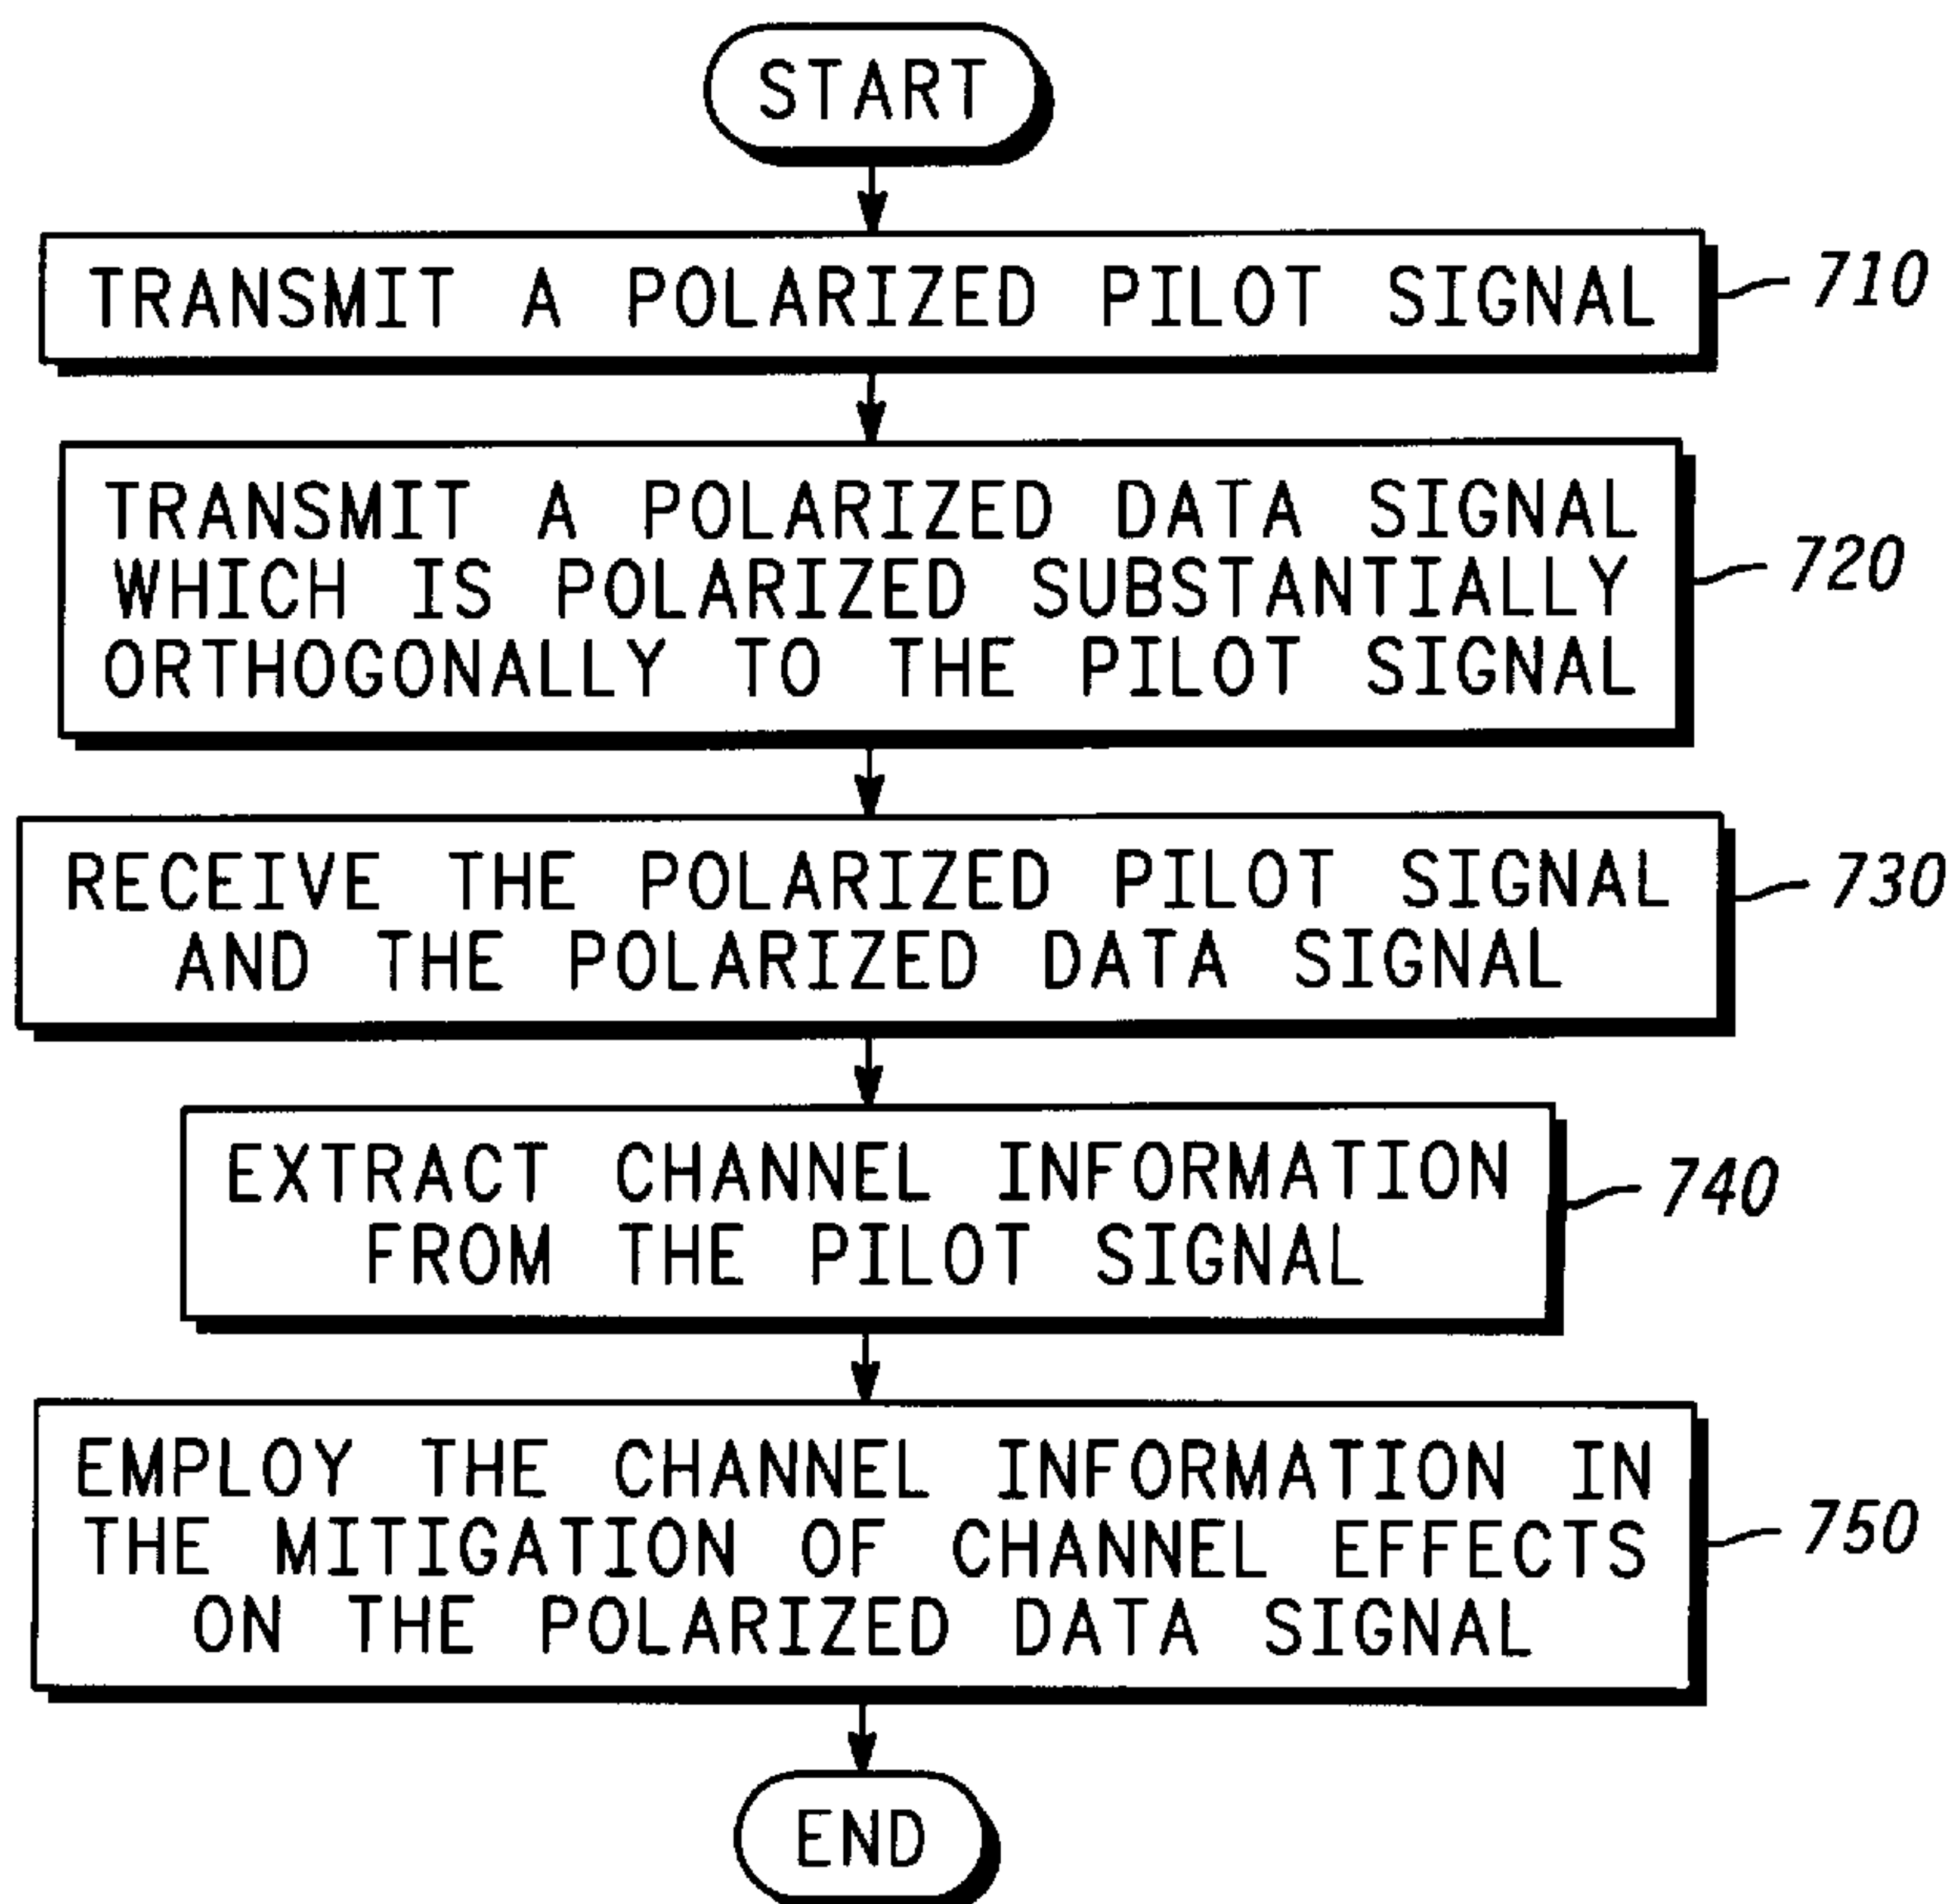 START
TRANSMIT A POLARIZED PILOT SIGNAL
710
TRANSMIT A POLARIZED DATA SIGNAL
WHICH IS POLARIZED SUBSTANTIALLY
ORTHOGONALLY TO THE PILOT SIGNAL
720
RECEIVE THE POLARIZED PILOT SIGNAL
AND THE POLARIZED DATA SIGNAL
730
EXTRACT CHANNEL INFORMATION
FROM THE PILOT SIGNAL
740
EMPLOY THE CHANNEL INFORMATION IN
THE MITIGATION OF CHANNEL EFFECTS
ON THE POLARIZED DATA SIGNAL
750
END